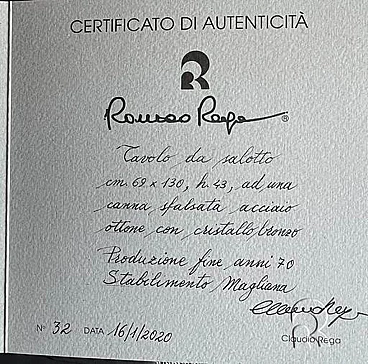 CERTIFICATO DI AUTENTICITÀ
R
Romeo Rega ®
Tavolo da salotto
cm. 69 x 130, h. 43, ad una
canna sfalsata acciaio
ottone con cristallo bronzo
Produzione fine anni 70
Stabilimento Magliana
N° 32 DATA 16/1/2020
Claudio Rega